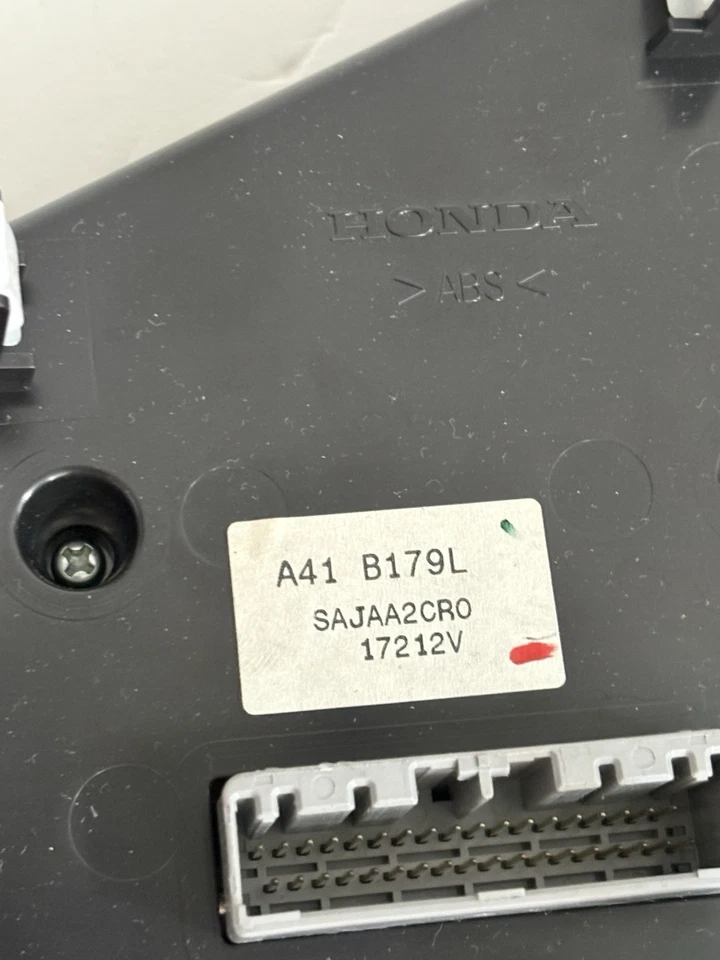 HONDA
>ABS<
A41 B179L
SAJAA2CR0
17212V